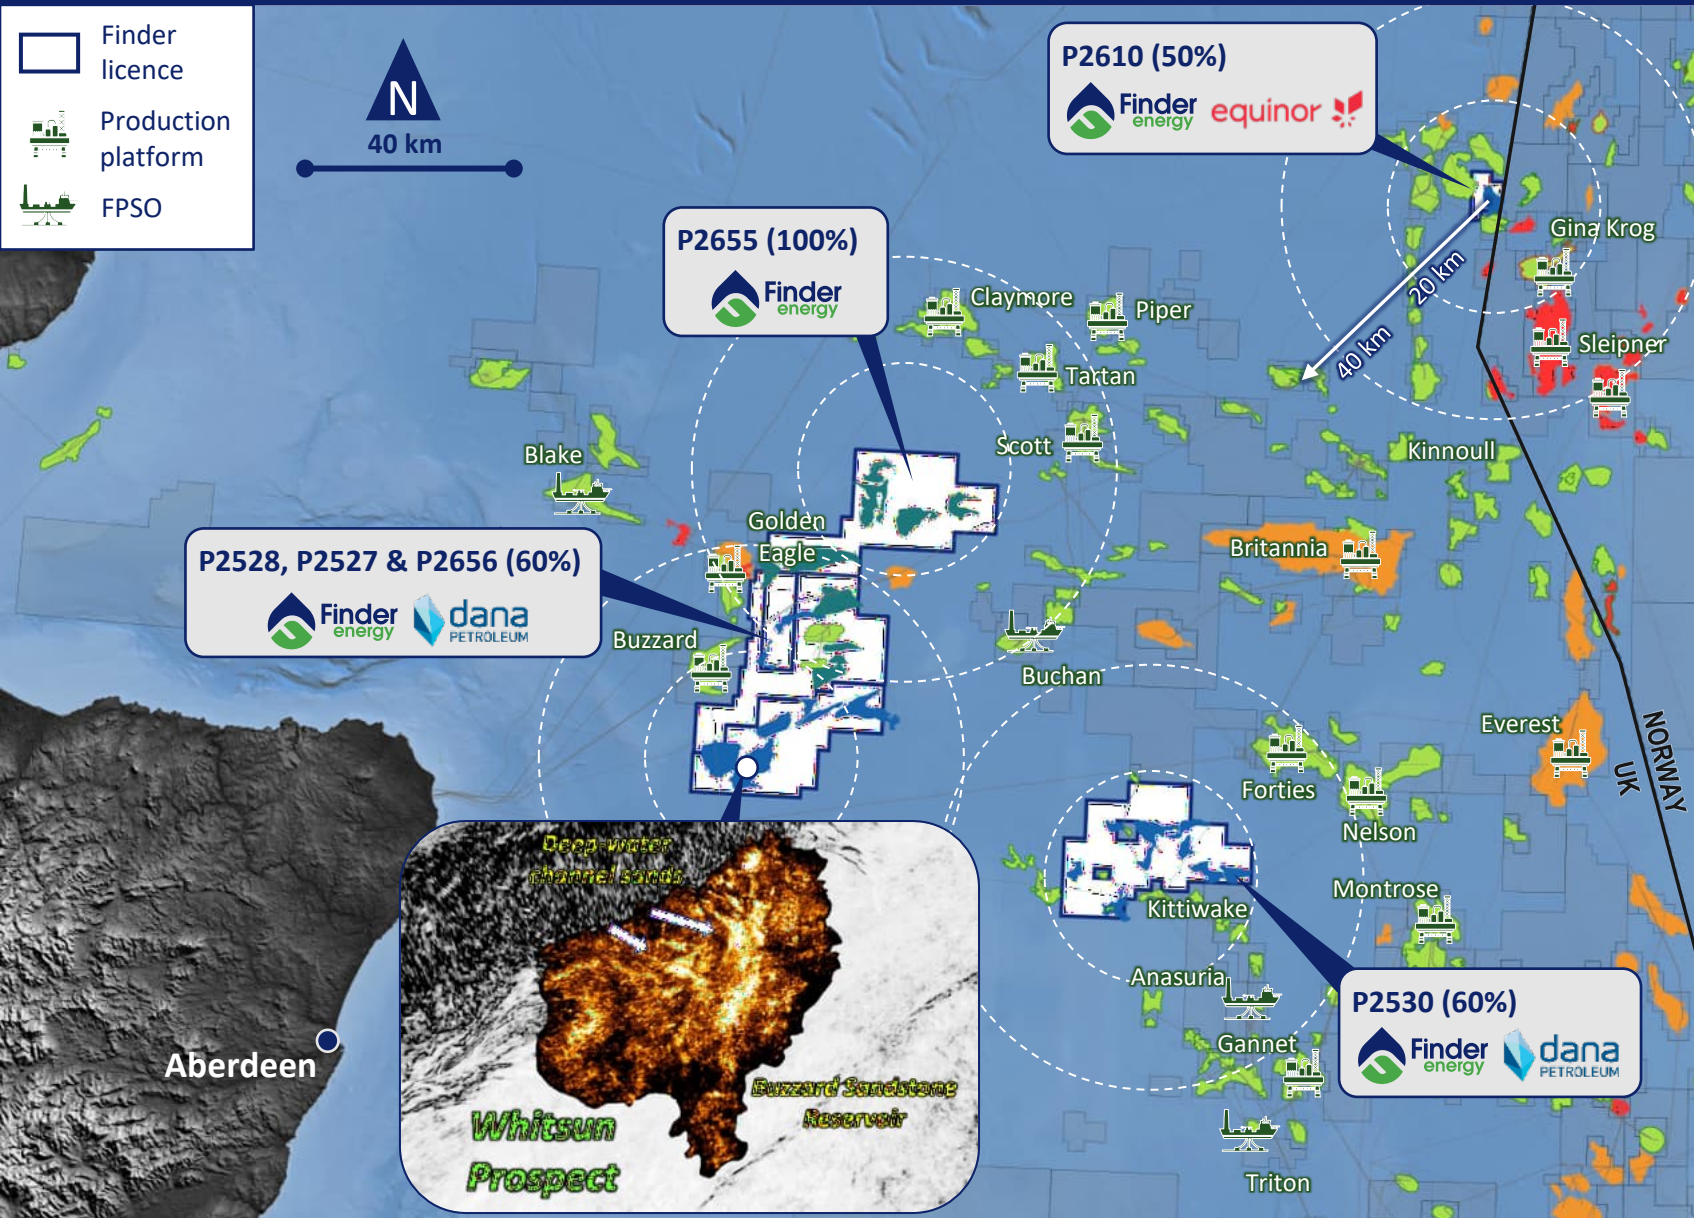 Finder
licence
Production
platform
FPSO
N
40 km
P2610 (50%)
Finder
energy
equinor
P2655 (100%)
Finder
energy
Gina Krog
20 km
40 km
Claymore
Piper
Sleipner
Tartan
Scott
Kinnoull
Blake
Golden
Eagle
Britannia
P2528, P2527 & P2656 (60%)
Finder
energy
dana
PETROLEUM
Buzzard
Buchan
Everest
NORWAY
UK
Forties
Nelson
Deep-water
channel sands
Montrose
Kittiwake
Anasuria
P2530 (60%)
Finder
energy
dana
PETROLEUM
Gannet
Aberdeen
Buzzard Sandstone
Reservoir
Whitsun
Prospect
Triton